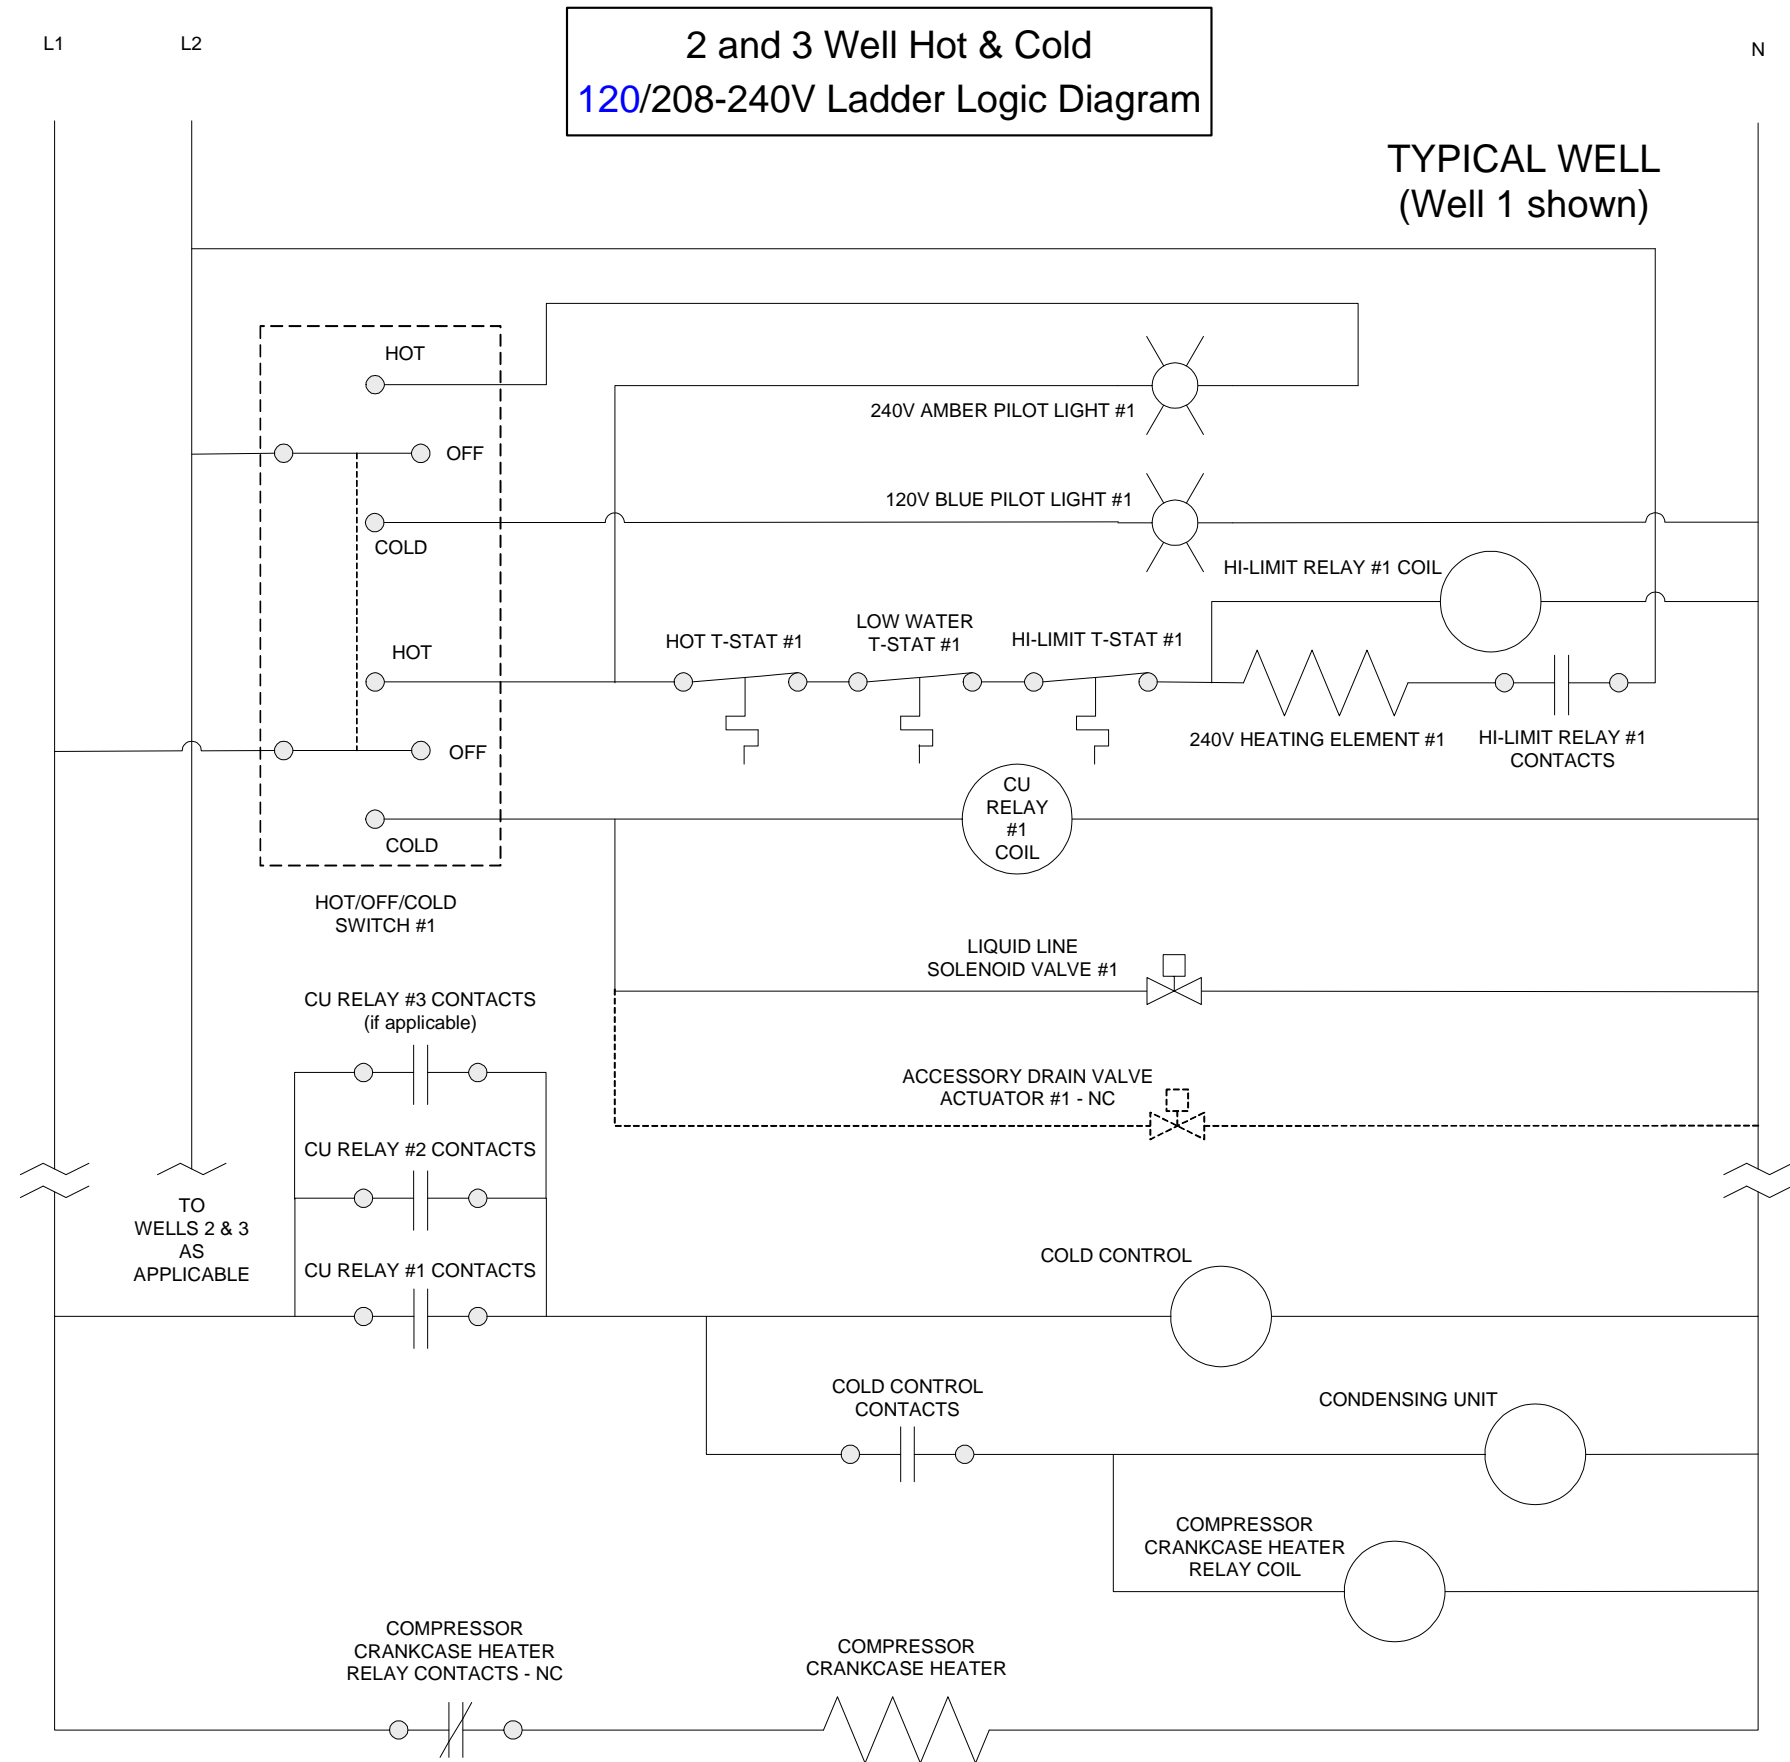 L1
L2
2 and 3 Well Hot & Cold
120/208-240V Ladder Logic Diagram
N
TYPICAL WELL
(Well 1 shown)
HOT
240V AMBER PILOT LIGHT #1
OFF
120V BLUE PILOT LIGHT #1
COLD
HI-LIMIT RELAY #1 COIL
HOT
HOT T-STAT #1
LOW WATER
T-STAT #1
HI-LIMIT T-STAT #1
OFF
240V HEATING ELEMENT #1
HI-LIMIT RELAY #1
CONTACTS
CU
RELAY
#1
COIL
COLD
HOT/OFF/COLD
SWITCH #1
LIQUID LINE
SOLENOID VALVE #1
CU RELAY #3 CONTACTS
(if applicable)
ACCESSORY DRAIN VALVE
ACTUATOR #1 - NC
CU RELAY #2 CONTACTS
TO
WELLS 2 & 3
AS
APPLICABLE
CU RELAY #1 CONTACTS
COLD CONTROL
COLD CONTROL
CONTACTS
CONDENSING UNIT
COMPRESSOR
CRANKCASE HEATER
RELAY COIL
COMPRESSOR
CRANKCASE HEATER
RELAY CONTACTS - NC
COMPRESSOR
CRANKCASE HEATER